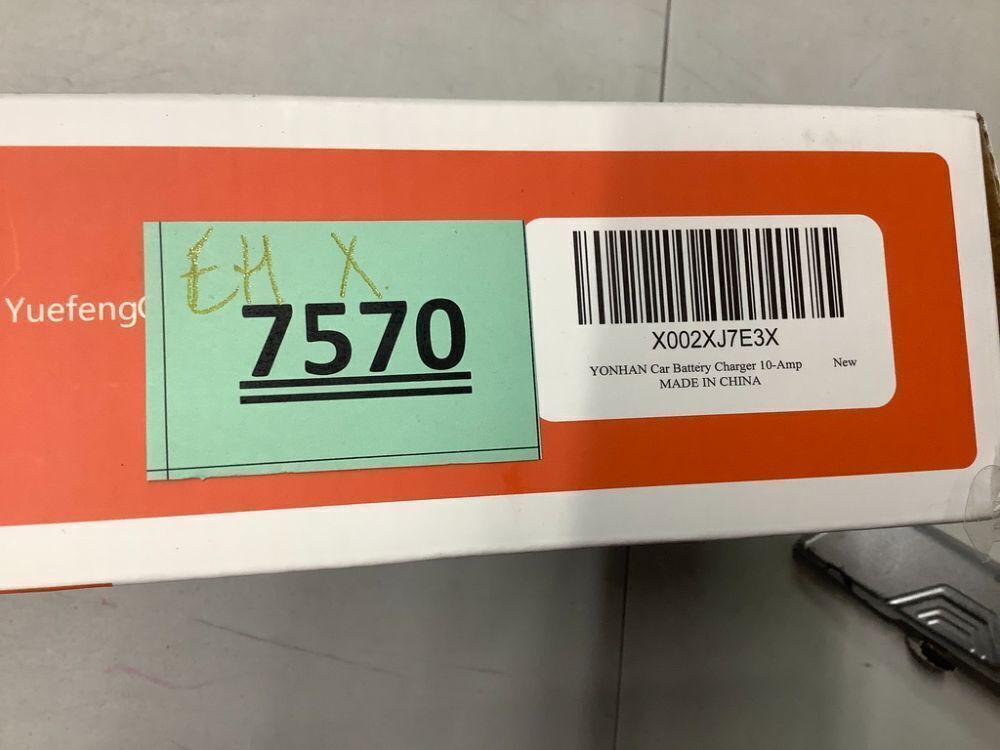 YuefengC
EH X
7570
X002XJ7E3X
YONHAN Car Battery Charger 10-Amp New
MADE IN CHINA